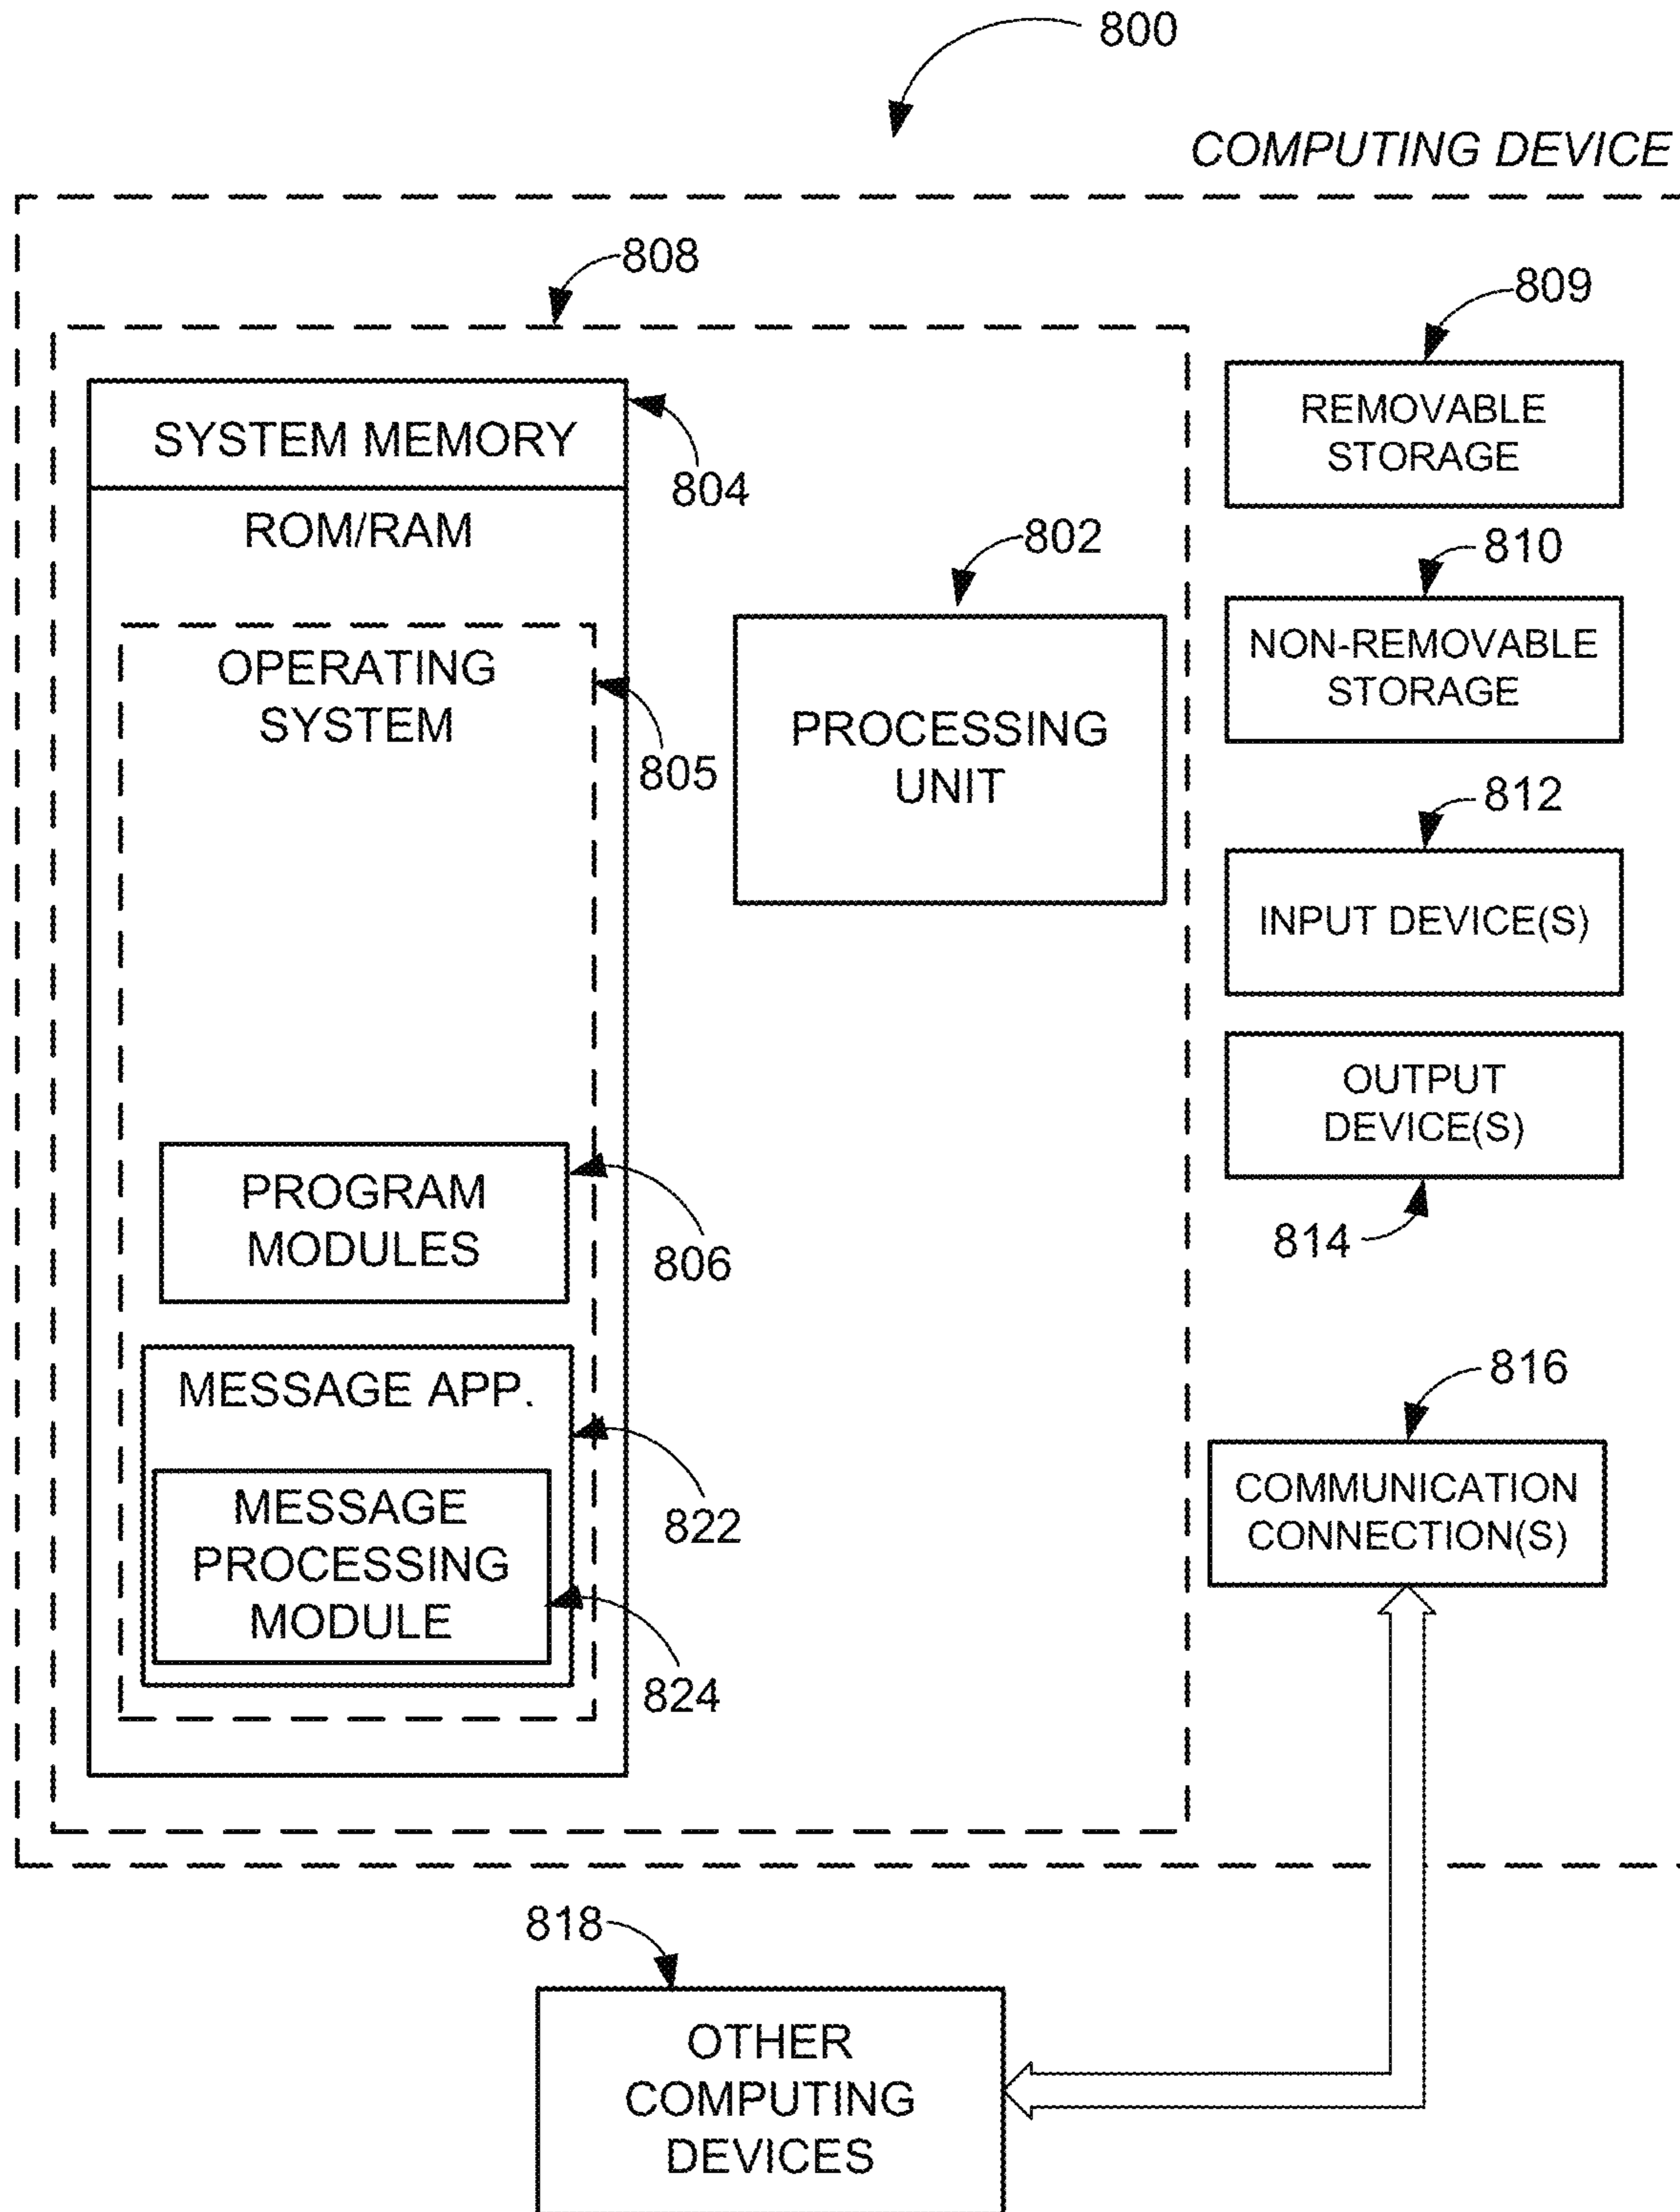 800
COMPUTING DEVICE
808
809
SYSTEM MEMORY
804
REMOVABLE
STORAGE
ROM/RAM
802
810
OPERATING
SYSTEM
805
PROCESSING
UNIT
NON-REMOVABLE
STORAGE
812
INPUT DEVICE(S)
OUTPUT
DEVICE(S)
814
PROGRAM
MODULES
806
MESSAGE APP.
822
816
MESSAGE
PROCESSING
MODULE
824
COMMUNICATION
CONNECTION(S)
818
OTHER
COMPUTING
DEVICES